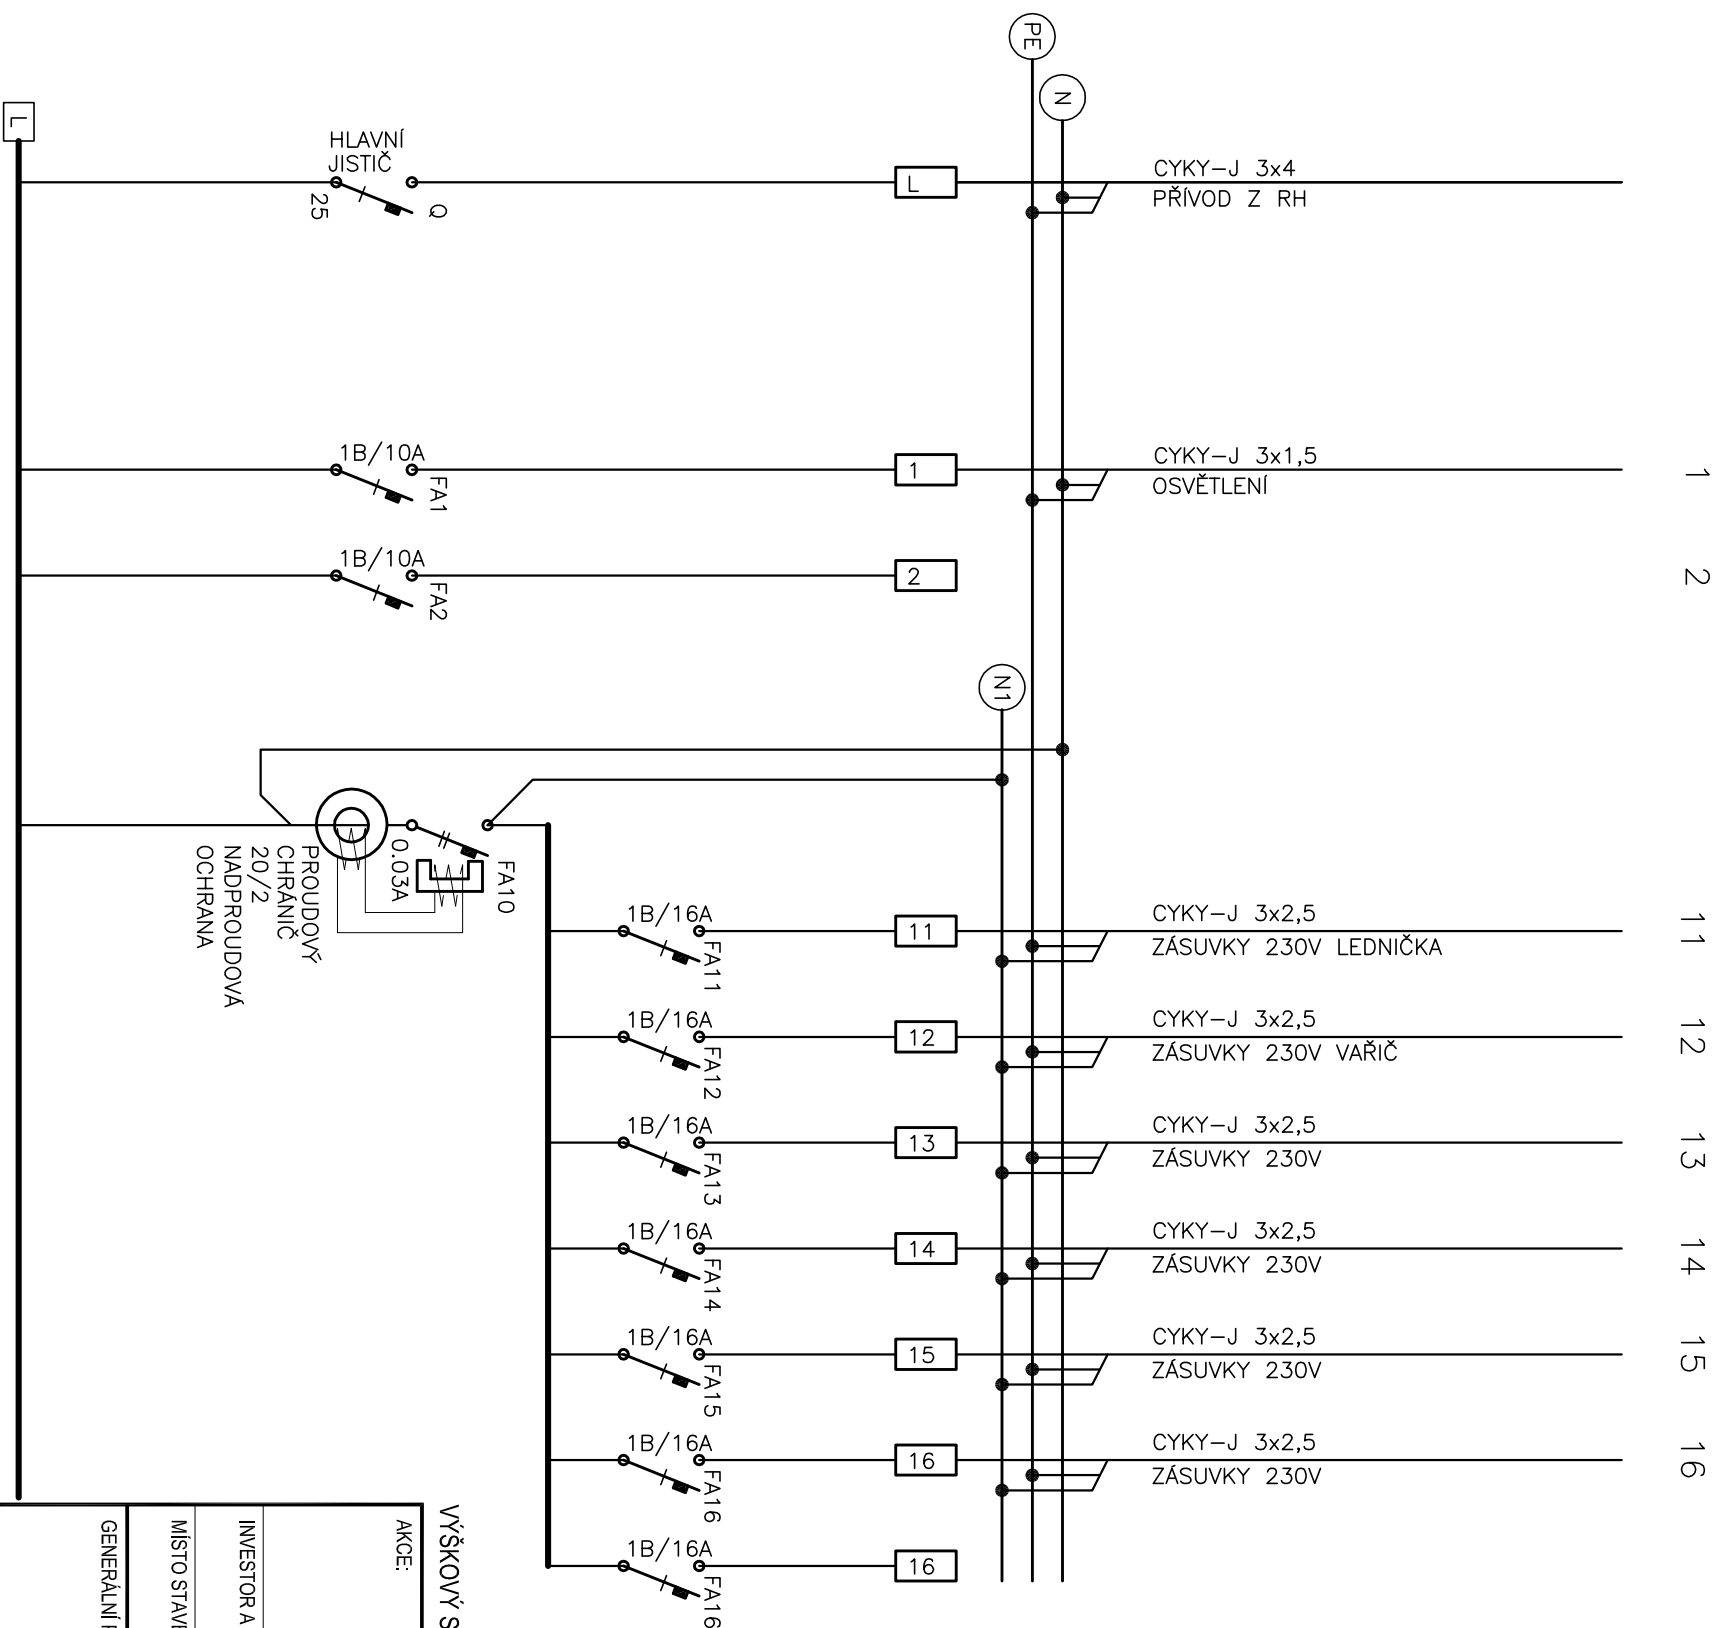 PE
N
L
HLAVNÍ
JISTIČ
25
Q
L
CYKY-J 3x4
PŘÍVOD Z RH
1B/10A
FA1
1
CYKY-J 3x1,5
OSVĚTLENÍ
1
1B/10A
FA2
2
2
N1
FA10
0.03A
PROUDOVÝ
CHRÁNIČ
20/2
NADPROUDOVÁ
OCHRANA
1B/16A
FA11
11
CYKY-J 3x2,5
ZÁSUVKY 230V LEDNIČKA
11
1B/16A
FA12
12
CYKY-J 3x2,5
ZÁSUVKY 230V VAŘIČ
12
1B/16A
FA13
13
CYKY-J 3x2,5
ZÁSUVKY 230V
13
1B/16A
FA14
14
CYKY-J 3x2,5
ZÁSUVKY 230V
14
1B/16A
FA15
15
CYKY-J 3x2,5
ZÁSUVKY 230V
15
1B/16A
FA16
16
CYKY-J 3x2,5
ZÁSUVKY 230V
16
1B/16A
FA16
16
VÝŠKOVÝ S
AKCE:
INVESTOR A
MÍSTO STAVE
GENERÁLNÍ